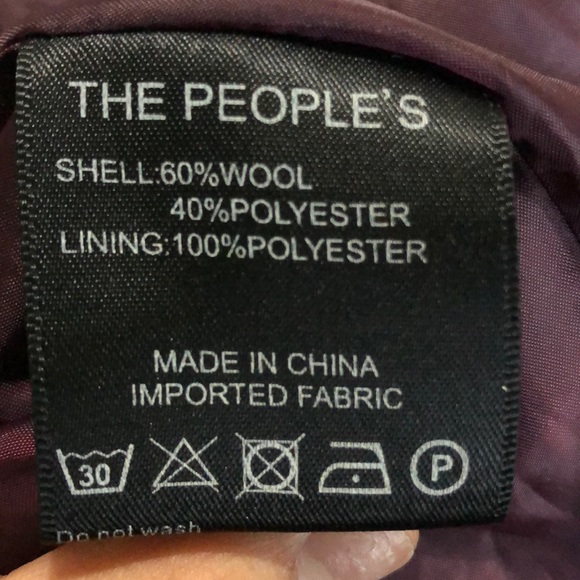 THE PEOPLE'S
SHELL:60%WOOL
40%POLYESTER
LINING:100%POLYESTER
MADE IN CHINA
IMPORTED FABRIC
30 P
Do not wash